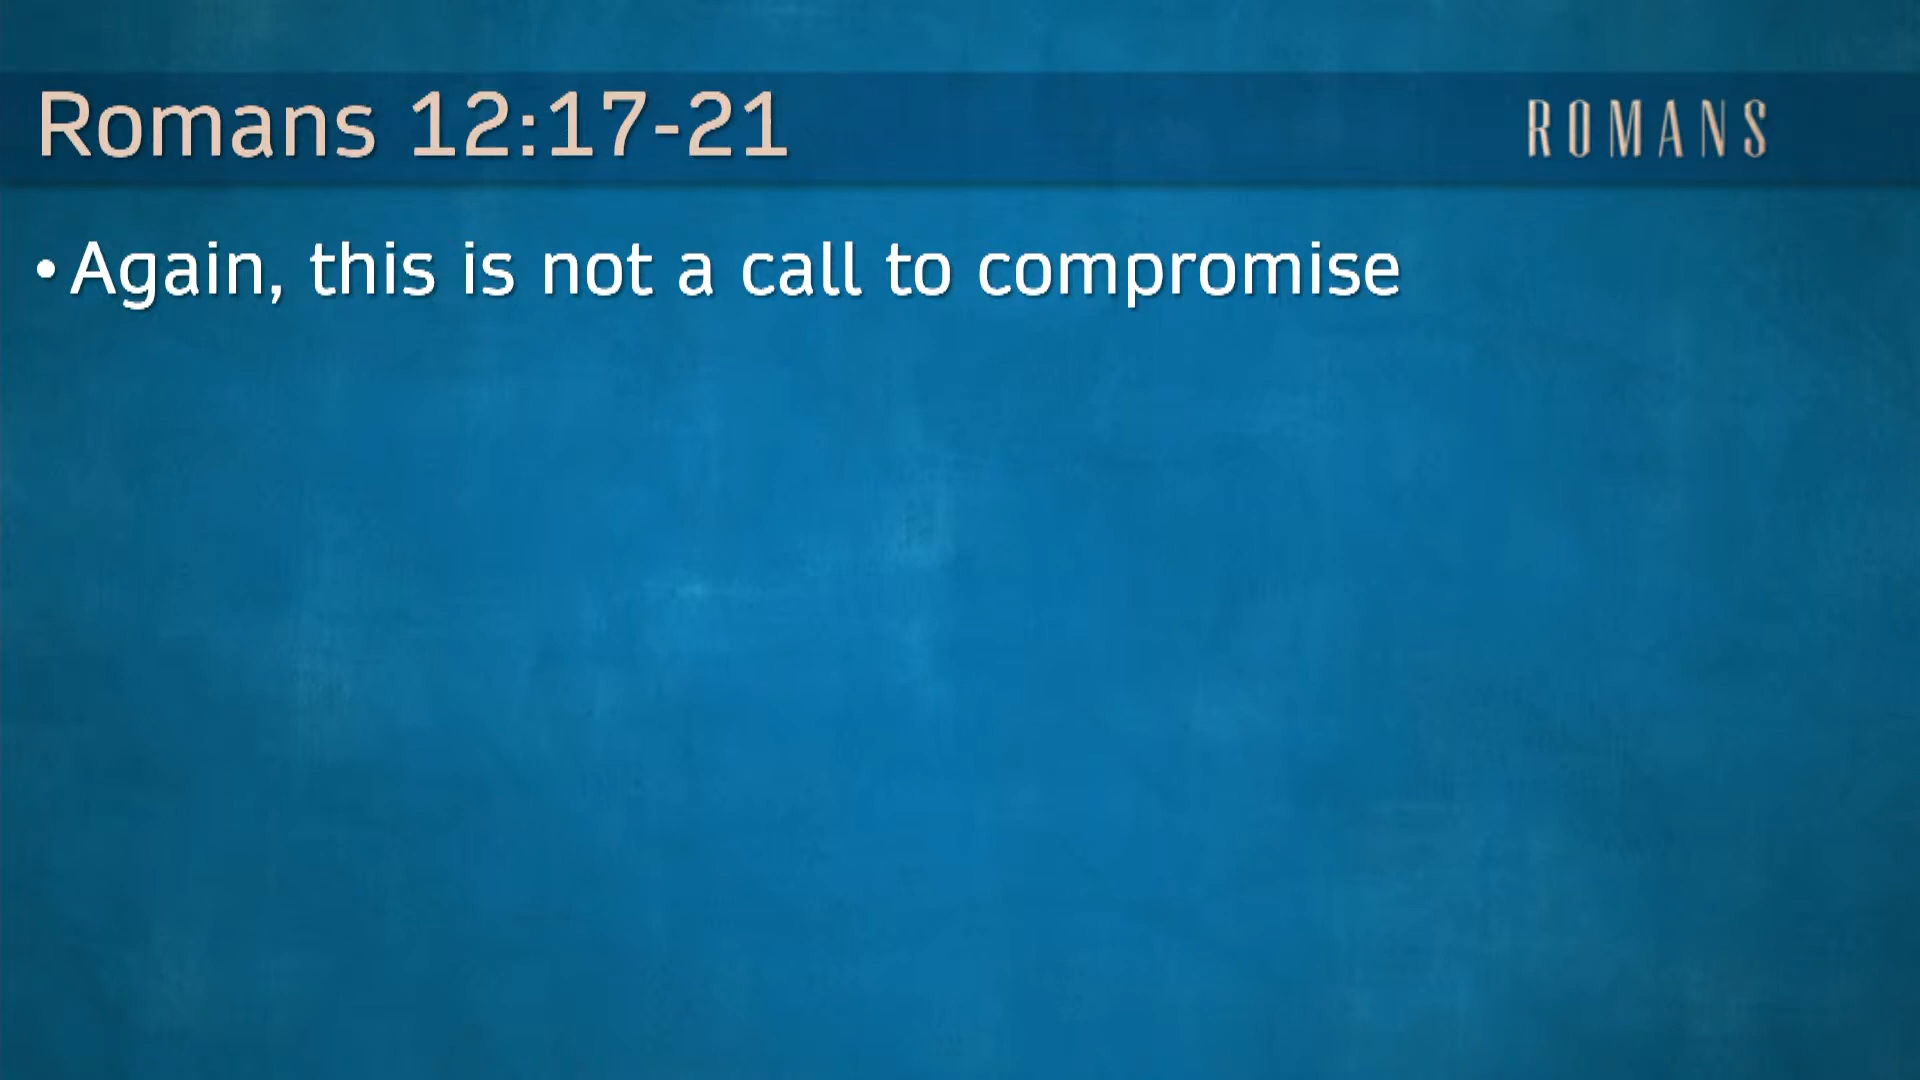 Romans 12:17-21
ROMANS
•Again, this is not a call to compromise